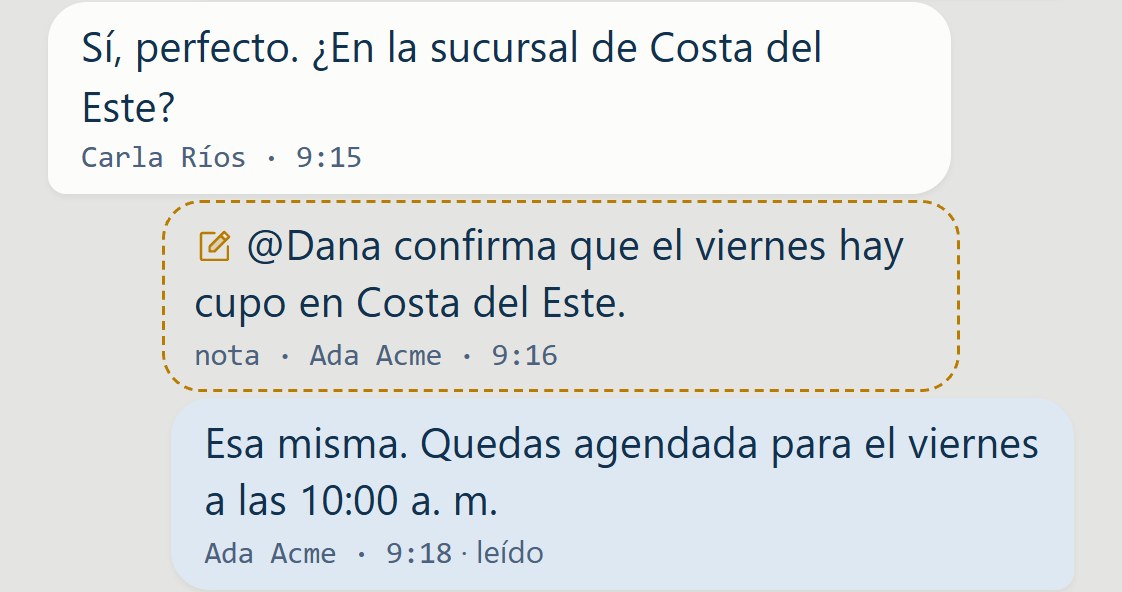 Sí, perfecto. ¿En la sucursal de Costa del
Este?
Carla Ríos · 9:15
@Dana confirma que el viernes hay
cupo en Costa del Este.
nota · Ada Acme · 9:16
Esa misma. Quedas agendada para el viernes
a las 10:00 a. m.
Ada Acme · 9:18 · leído